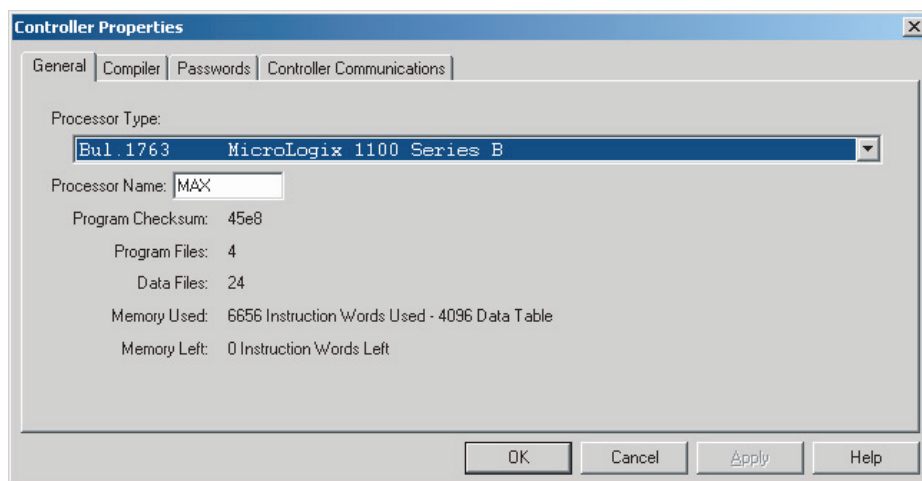 Controller Properties
General Compiler Passwords Controller Communications
Processor Type:
Bul.1763 MicroLogix 1100 Series B
Processor Name: MAX
Program Checksum: 45e8
Program Files: 4
Data Files: 24
Memory Used: 6656 Instruction Words Used - 4096 Data Table
Memory Left: 0 Instruction Words Left
OK Cancel Apply Help